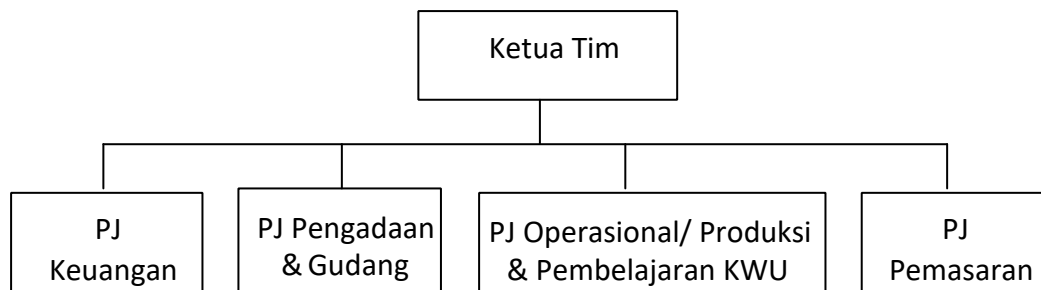 Ketua Tim
PJ
Keuangan
PJ Pengadaan
& Gudang
PJ Operasional/ Produksi
& Pembelajaran KWU
PJ
Pemasaran